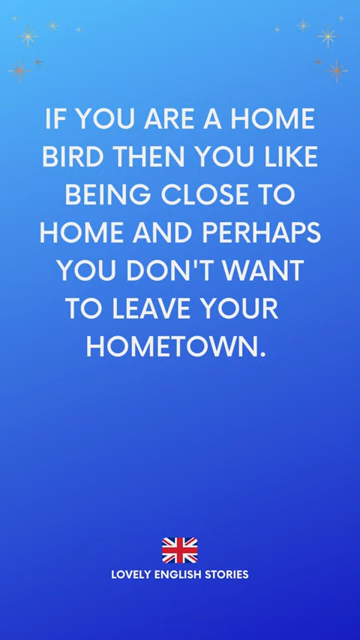 IF YOU ARE A HOME
BIRD THEN YOU LIKE
BEING CLOSE TO
HOME AND PERHAPS
YOU DON'T WANT
TO LEAVE YOUR
HOMETOWN.
LOVELY ENGLISH STORIES